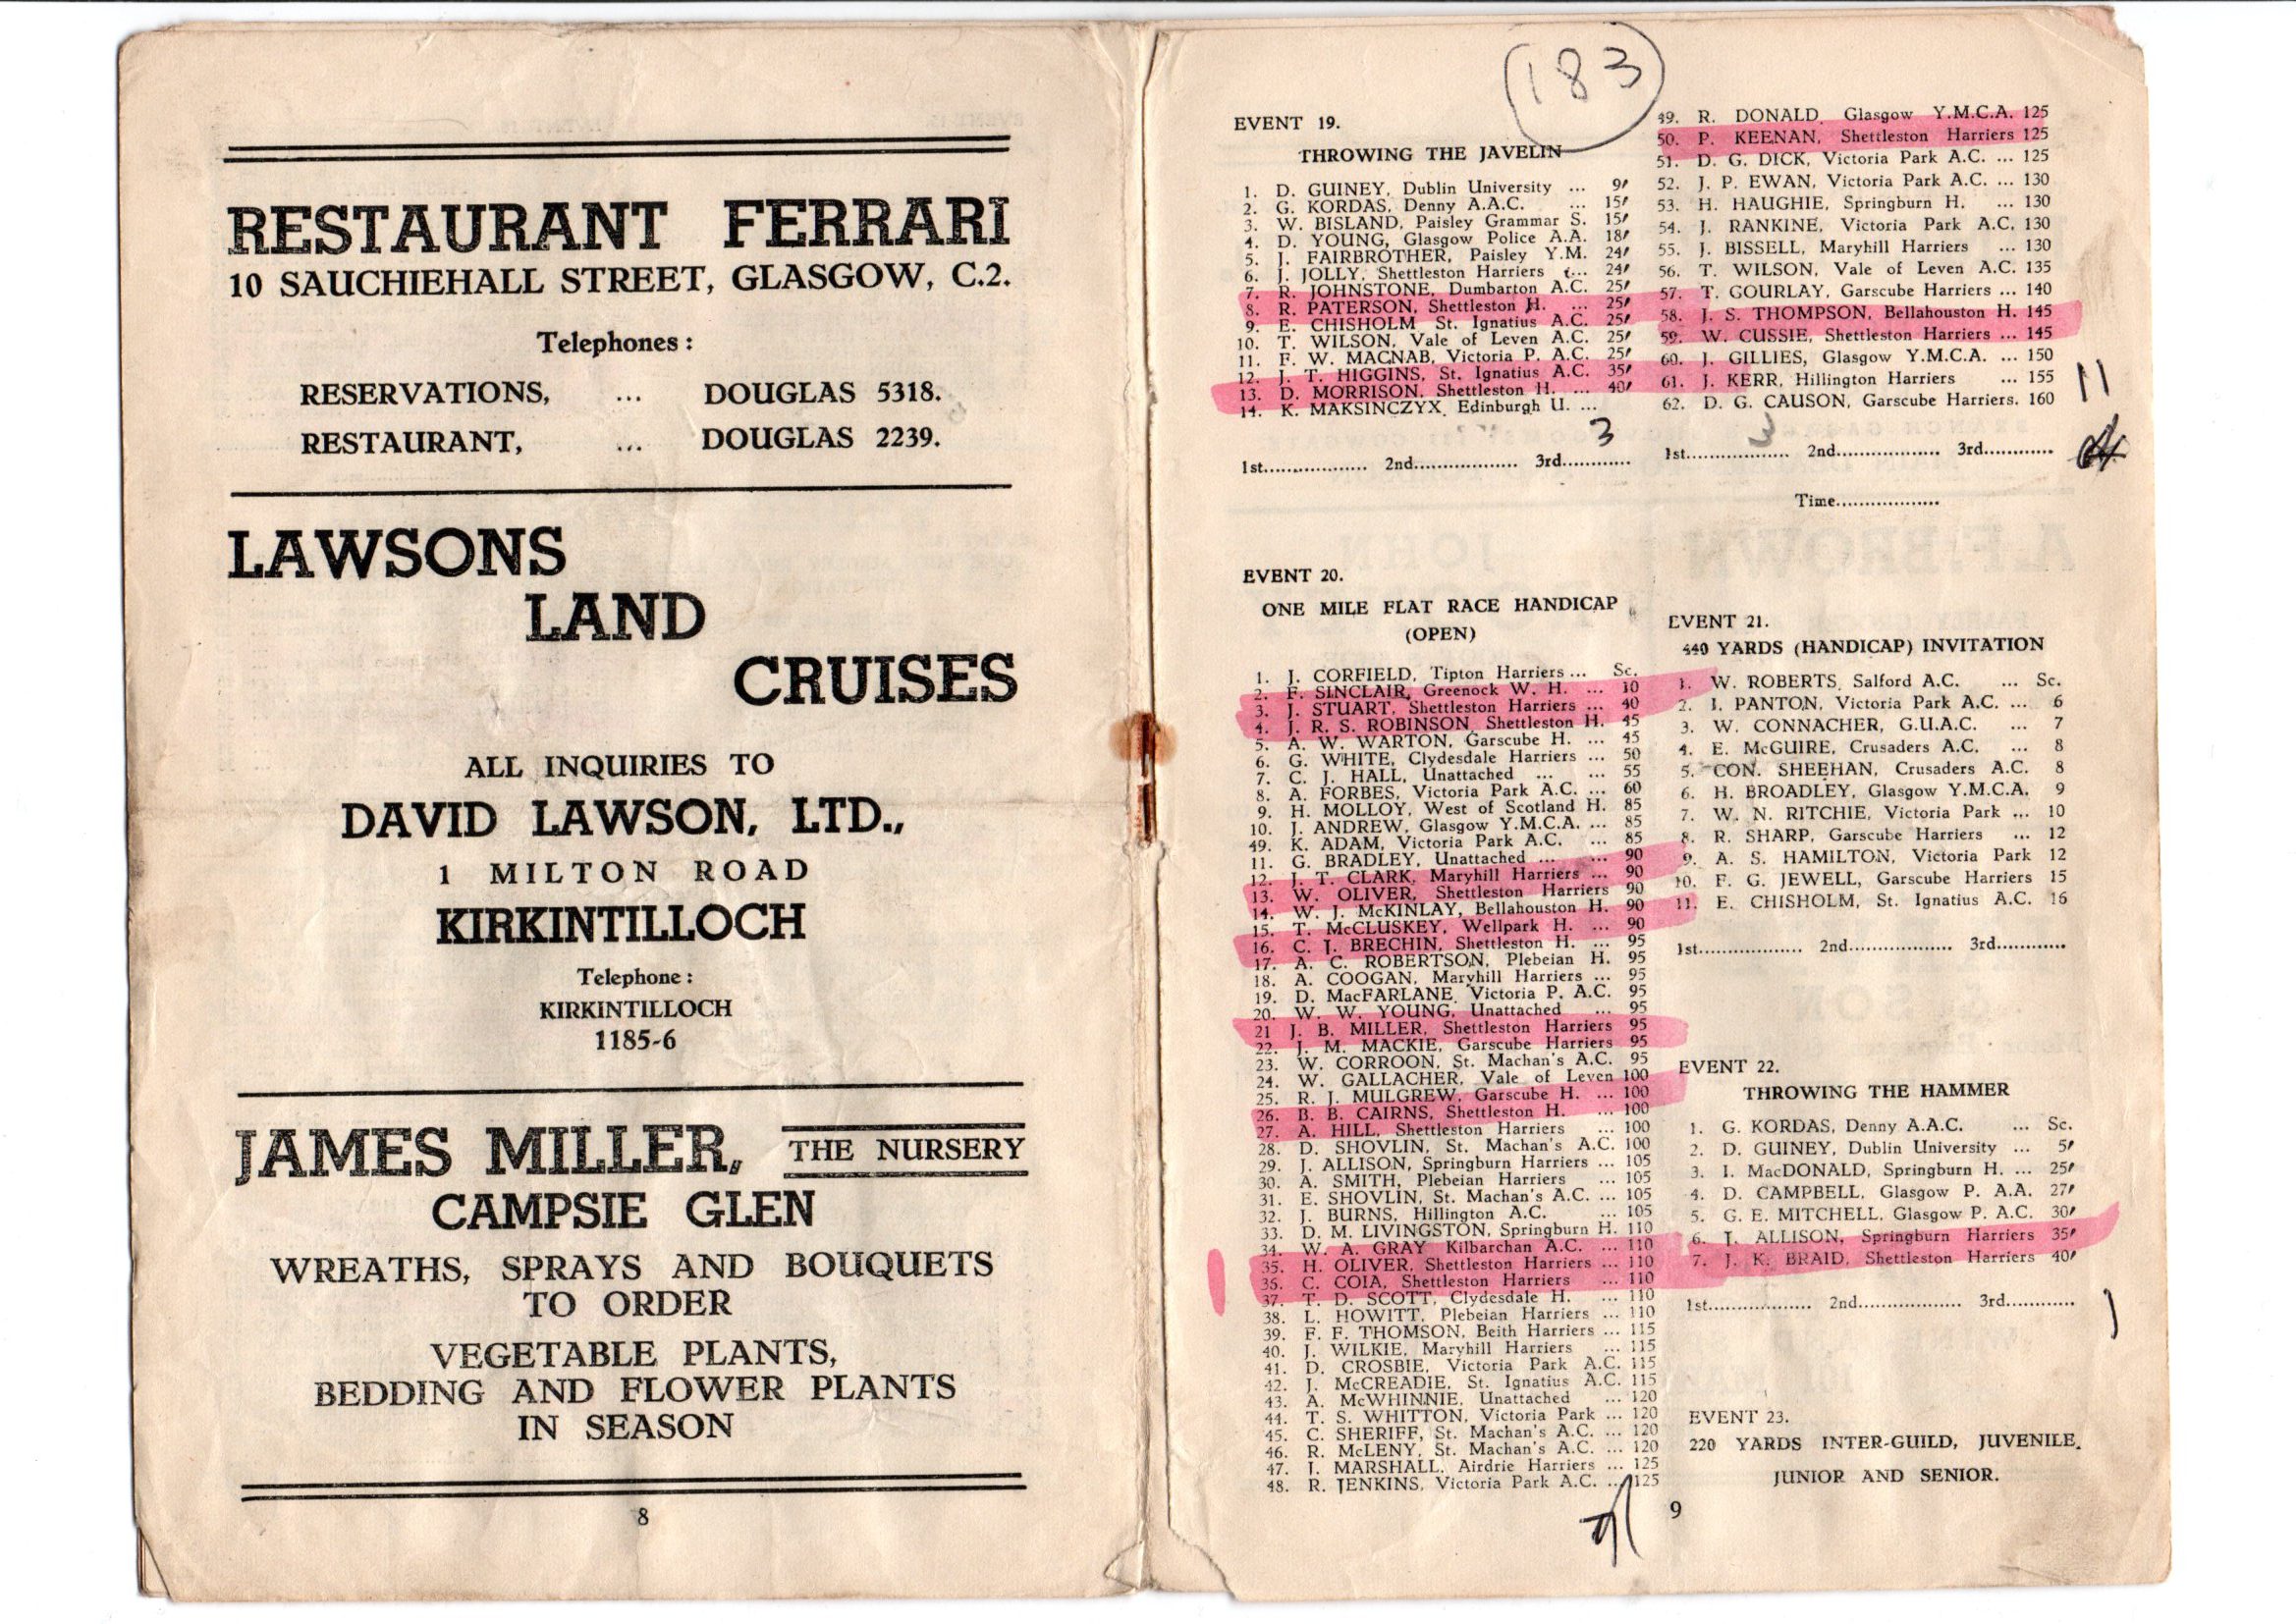 RESTAURANT FERRARI
10 SAUCHIEHALL STREET, GLASGOW, C.2.
Telephones :
RESERVATIONS, ... DOUGLAS 5318.
RESTAURANT, ... DOUGLAS 2239.
LAWSONS
LAND
CRUISES
ALL INQUIRIES TO
DAVID LAWSON, LTD.,
1 MILTON ROAD
KIRKINTILLOCH
Telephone :
KIRKINTILLOCH
1185-6
JAMES MILLER, THE NURSERY
CAMPSIE GLEN
WREATHS, SPRAYS AND BOUQUETS
TO ORDER
VEGETABLE PLANTS,
BEDDING AND FLOWER PLANTS
IN SEASON
8
183
EVENT 19.
THROWING THE JAVELIN
1. D. GUINEY, Dublin University ... 9′
2. G. KORDAS, Denny A.A.C. ... 15′
3. W. BISLAND, Paisley Grammar S. 15′
4. D. YOUNG, Glasgow Police A.A. 18′
5. J. FAIRBROTHER, Paisley Y.M. 24′
6. J. JOLLY, Shettleston Harriers ... 24′
7. R. JOHNSTONE, Dumbarton A.C. 25′
8. R. PATERSON, Shettleston H. ... 25′
9. E. CHISHOLM St. Ignatius A.C. 25′
10. T. WILSON, Vale of Leven A.C. 25′
11. F. W. MACNAB, Victoria P. A.C. 25′
12. J. T. HIGGINS, St. Ignatius A.C. 35′
13. D. MORRISON, Shettleston H. ... 40′
14. K. MAKSINCZYX, Edinburgh U. ...
3
1st.................. 2nd.................. 3rd............
EVENT 20.
ONE MILE FLAT RACE HANDICAP
(OPEN)
1. J. CORFIELD, Tipton Harriers ... Sc.
2. F. SINCLAIR, Greenock W. H. ... 10
3. J. STUART, Shettleston Harriers ... 40
4. J. R. S. ROBINSON, Shettleston H. 45
5. A. W. WARTON, Garscube H. ... 45
6. G. WHITE, Clydesdale Harriers ... 50
7. C. J. HALL, Unattached ... ... 55
8. A. FORBES, Victoria Park A.C. ... 60
9. H. MOLLOY, West of Scotland H. 85
10. J. ANDREW, Glasgow Y.M.C.A. ... 85
49. K. ADAM, Victoria Park A.C. ... 85
11. G. BRADLEY, Unattached ... ... 90
12. J. T. CLARK, Maryhill Harriers ... 90
13. W. OLIVER, Shettleston Harriers 90
14. W. J. McKINLAY, Bellahouston H. 90
15. T. McCLUSKEY, Wellpark H. ... 90
16. C. J. BRECHIN, Shettleston H. ... 95
17. A. C. ROBERTSON, Plebeian H. 95
18. A. COOGAN, Maryhill Harriers ... 95
19. D. MacFARLANE, Victoria P. A.C. 95
20. W. W. YOUNG, Unattached ... 95
21 J. B. MILLER, Shettleston Harriers 95
22. J. M. MACKIE, Garscube Harriers 95
23. W. CORROON, St. Machan's A.C. 95
24. W. GALLACHER, Vale of Leven 100
25. R. J. MULGREW, Garscube H. ... 100
26. B. B. CAIRNS, Shettleston H. ... 100
27. A. HILL, Shettleston Harriers ... 100
28. D. SHOVLIN, St. Machan's A.C. 100
29. J. ALLISON, Springburn Harriers ... 105
30. A. SMITH, Plebeian Harriers ... 105
31. E. SHOVLIN, St. Machan's A.C. ... 105
32. J. BURNS, Hillington A.C. ... 105
33. D. M. LIVINGSTON, Springburn H. 110
34. W. A. GRAY Kilbarchan A.C. ... 110
35. H. OLIVER, Shettleston Harriers ... 110
36. C. COIA, Shettleston Harriers ... 110
37. T. D. SCOTT, Clydesdale H. ... 110
38. L. HOWITT, Plebeian Harriers ... 110
39. F. F. THOMSON, Beith Harriers ... 115
40. J. WILKIE, Maryhill Harriers ... 115
41. D. CROSBIE, Victoria Park A.C. 115
42. J. McCREADIE, St. Ignatius A.C. 115
43. A. McWHINNIE, Unattached ... 120
44. T. S. WHITTON, Victoria Park ... 120
45. C. SHERIFF, St. Machan's A.C. ... 120
46. R. McLENY, St. Machan's A.C. ... 120
47. J. MARSHALL, Airdrie Harriers ... 125
48. R. JENKINS, Victoria Park A.C. ... 125
49. R. DONALD, Glasgow Y.M.C.A. 125
50. P. KEENAN, Shettleston Harriers 125
51. D. G. DICK, Victoria Park A.C. ... 125
52. J. P. EWAN, Victoria Park A.C. ... 130
53. H. HAUGHIE, Springburn H. ... 130
54. J. RANKINE, Victoria Park A.C. 130
55. J. BISSELL, Maryhill Harriers ... 130
56. T. WILSON, Vale of Leven A.C. 135
57. T. GOURLAY, Garscube Harriers ... 140
58. J. S. THOMPSON, Bellahouston H. 145
59. W. CUSSIE, Shettleston Harriers ... 145
60. J. GILLIES, Glasgow Y.M.C.A. ... 150
61. J. KERR, Hillington Harriers ... 155
62. D. G. CAUSON, Garscube Harriers. 160
11
3
1st.................. 2nd.................. 3rd............
Time..................
EVENT 21.
440 YARDS (HANDICAP) INVITATION
1. W. ROBERTS, Salford A.C. ... Sc.
2. I. PANTON, Victoria Park A.C. ... 6
3. W. CONNACHER, G.U.A.C. ... 7
4. E. McGUIRE, Crusaders A.C. ... 8
5. CON. SHEEHAN, Crusaders A.C. 8
6. H. BROADLEY, Glasgow Y.M.C.A. 9
7. W. N. RITCHIE, Victoria Park ... 10
8. R. SHARP, Garscube Harriers ... 12
9. A. S. HAMILTON, Victoria Park 12
10. F. G. JEWELL, Garscube Harriers 15
11. E. CHISHOLM, St. Ignatius A.C. 16
1st.................. 2nd.................. 3rd............
EVENT 22.
THROWING THE HAMMER
1. G. KORDAS, Denny A.A.C. ... Sc.
2. D. GUINEY, Dublin University ... 5′
3. I. MacDONALD, Springburn H. ... 25′
4. D. CAMPBELL, Glasgow P. A.A. 27′
5. G. E. MITCHELL, Glasgow P. A.C. 30′
6. J. ALLISON, Springburn Harriers 35′
7. J. K. BRAID, Shettleston Harriers 40′
1st.................. 2nd.................. 3rd............
EVENT 23.
220 YARDS INTER-GUILD, JUVENILE,
JUNIOR AND SENIOR.
9